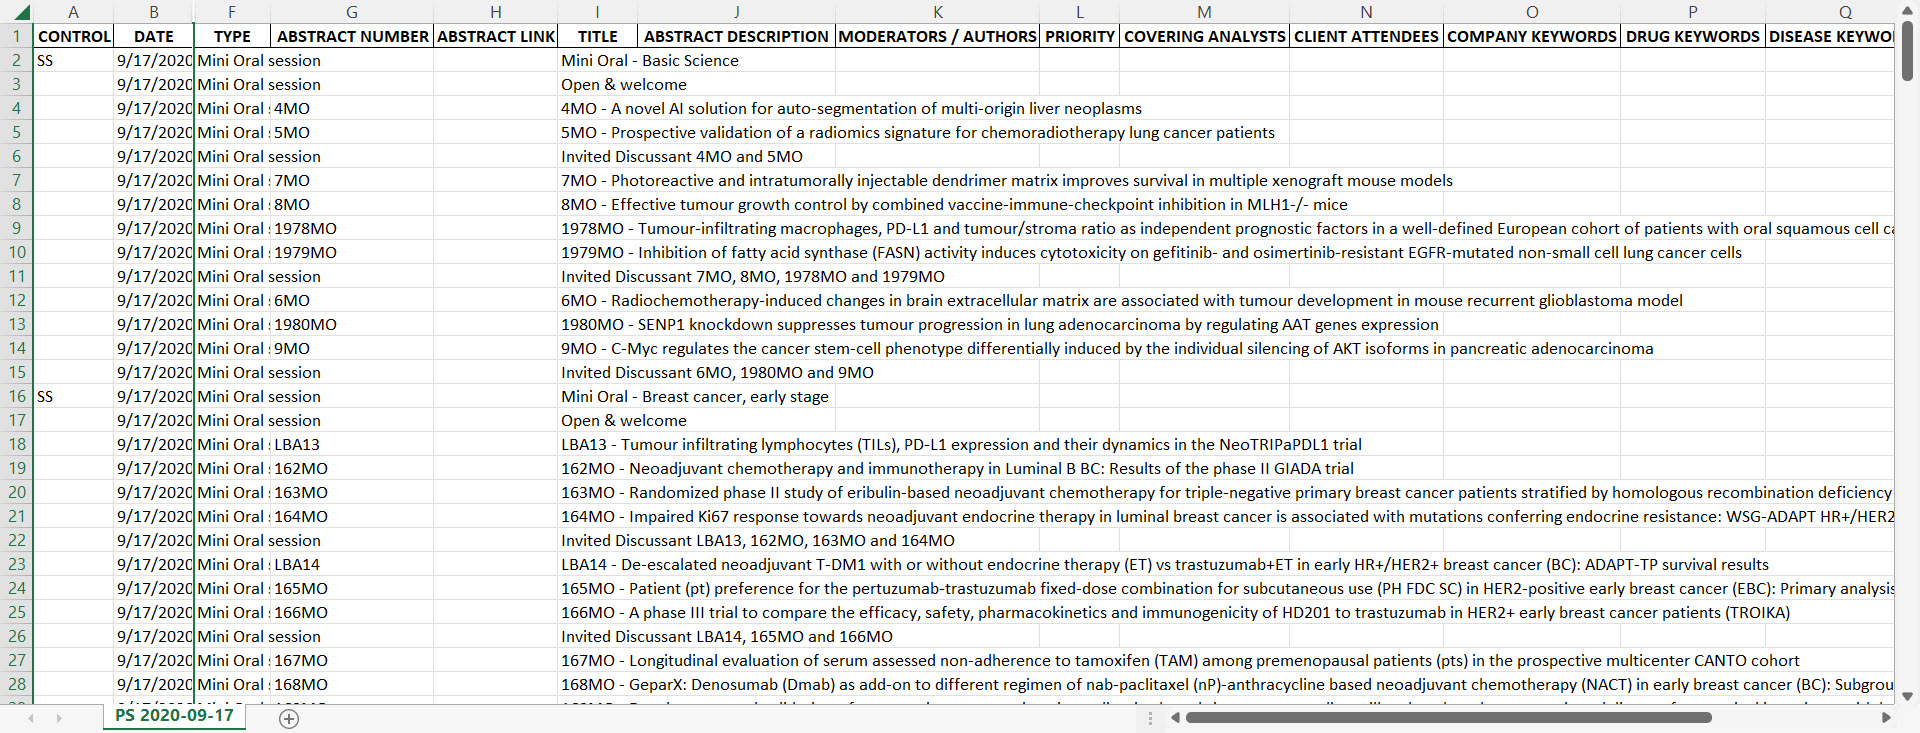 A B F G H I J K L M N O P Q
1 CONTROL DATE TYPE ABSTRACT NUMBER ABSTRACT LINK TITLE ABSTRACT DESCRIPTION MODERATORS / AUTHORS PRIORITY COVERING ANALYSTS CLIENT ATTENDEES COMPANY KEYWORDS DRUG KEYWORDS DISEASE KEYWO
2 SS 9/17/2020 Mini Oral session Mini Oral - Basic Science
3 9/17/2020 Mini Oral session Open & welcome
4 9/17/2020 Mini Oral 4MO 4MO - A novel AI solution for auto-segmentation of multi-origin liver neoplasms
5 9/17/2020 Mini Oral 5MO 5MO - Prospective validation of a radiomics signature for chemoradiotherapy lung cancer patients
6 9/17/2020 Mini Oral session Invited Discussant 4MO and 5MO
7 9/17/2020 Mini Oral 7MO 7MO - Photoreactive and intratumorally injectable dendrimer matrix improves survival in multiple xenograft mouse models
8 9/17/2020 Mini Oral 8MO 8MO - Effective tumour growth control by combined vaccine-immune-checkpoint inhibition in MLH1-/- mice
9 9/17/2020 Mini Oral 1978MO 1978MO - Tumour-infiltrating macrophages, PD-L1 and tumour/stroma ratio as independent prognostic factors in a well-defined European cohort of patients with oral squamous cell ca
10 9/17/2020 Mini Oral 1979MO 1979MO - Inhibition of fatty acid synthase (FASN) activity induces cytotoxicity on gefitinib- and osimertinib-resistant EGFR-mutated non-small cell lung cancer cells
11 9/17/2020 Mini Oral session Invited Discussant 7MO, 8MO, 1978MO and 1979MO
12 9/17/2020 Mini Oral 6MO 6MO - Radiochemotherapy-induced changes in brain extracellular matrix are associated with tumour development in mouse recurrent glioblastoma model
13 9/17/2020 Mini Oral 1980MO 1980MO - SENP1 knockdown suppresses tumour progression in lung adenocarcinoma by regulating AAT genes expression
14 9/17/2020 Mini Oral 9MO 9MO - C-Myc regulates the cancer stem-cell phenotype differentially induced by the individual silencing of AKT isoforms in pancreatic adenocarcinoma
15 9/17/2020 Mini Oral session Invited Discussant 6MO, 1980MO and 9MO
16 SS 9/17/2020 Mini Oral session Mini Oral - Breast cancer, early stage
17 9/17/2020 Mini Oral session Open & welcome
18 9/17/2020 Mini Oral LBA13 LBA13 - Tumour infiltrating lymphocytes (TILs), PD-L1 expression and their dynamics in the NeoTRIPaPDL1 trial
19 9/17/2020 Mini Oral 162MO 162MO - Neoadjuvant chemotherapy and immunotherapy in Luminal B BC: Results of the phase II GIADA trial
20 9/17/2020 Mini Oral 163MO 163MO - Randomized phase II study of eribulin-based neoadjuvant chemotherapy for triple-negative primary breast cancer patients stratified by homologous recombination deficiency
21 9/17/2020 Mini Oral 164MO 164MO - Impaired Ki67 response towards neoadjuvant endocrine therapy in luminal breast cancer is associated with mutations conferring endocrine resistance: WSG-ADAPT HR+/HER2
22 9/17/2020 Mini Oral session Invited Discussant LBA13, 162MO, 163MO and 164MO
23 9/17/2020 Mini Oral LBA14 LBA14 - De-escalated neoadjuvant T-DM1 with or without endocrine therapy (ET) vs trastuzumab+ET in early HR+/HER2+ breast cancer (BC): ADAPT-TP survival results
24 9/17/2020 Mini Oral 165MO 165MO - Patient (pt) preference for the pertuzumab-trastuzumab fixed-dose combination for subcutaneous use (PH FDC SC) in HER2-positive early breast cancer (EBC): Primary analysis
25 9/17/2020 Mini Oral 166MO 166MO - A phase III trial to compare the efficacy, safety, pharmacokinetics and immunogenicity of HD201 to trastuzumab in HER2+ early breast cancer patients (TROIKA)
26 9/17/2020 Mini Oral session Invited Discussant LBA14, 165MO and 166MO
27 9/17/2020 Mini Oral 167MO 167MO - Longitudinal evaluation of serum assessed non-adherence to tamoxifen (TAM) among premenopausal patients (pts) in the prospective multicenter CANTO cohort
28 9/17/2020 Mini Oral 168MO 168MO - GeparX: Denosumab (Dmab) as add-on to different regimen of nab-paclitaxel (nP)-anthracycline based neoadjuvant chemotherapy (NACT) in early breast cancer (BC): Subgrou
PS 2020-09-17